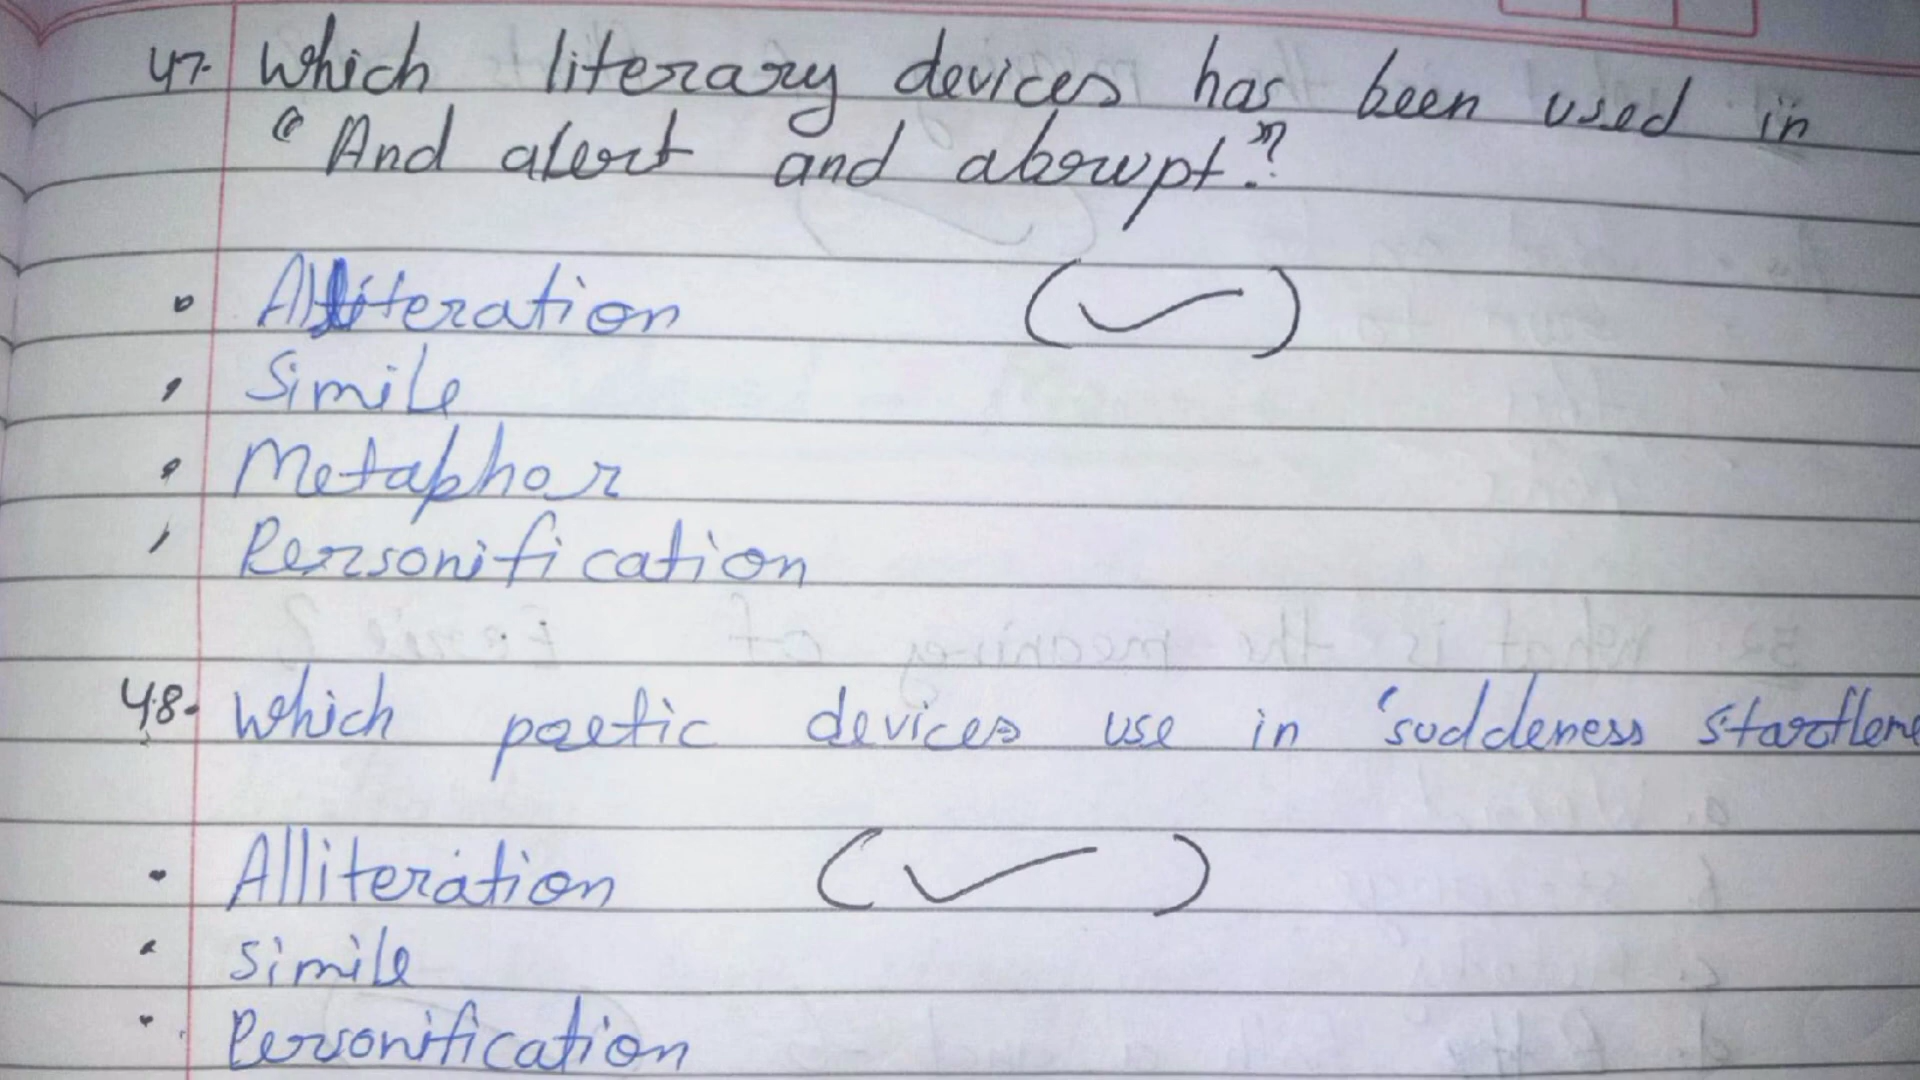 47. Which literary devices has been used in
"And alert and abrupt"?
• Alliteration (✓)
• Simile
• Metaphor
• Personification
48. Which poetic devices use in 'suddeness startlene
• Alliteration (✓)
• simile
• Personification